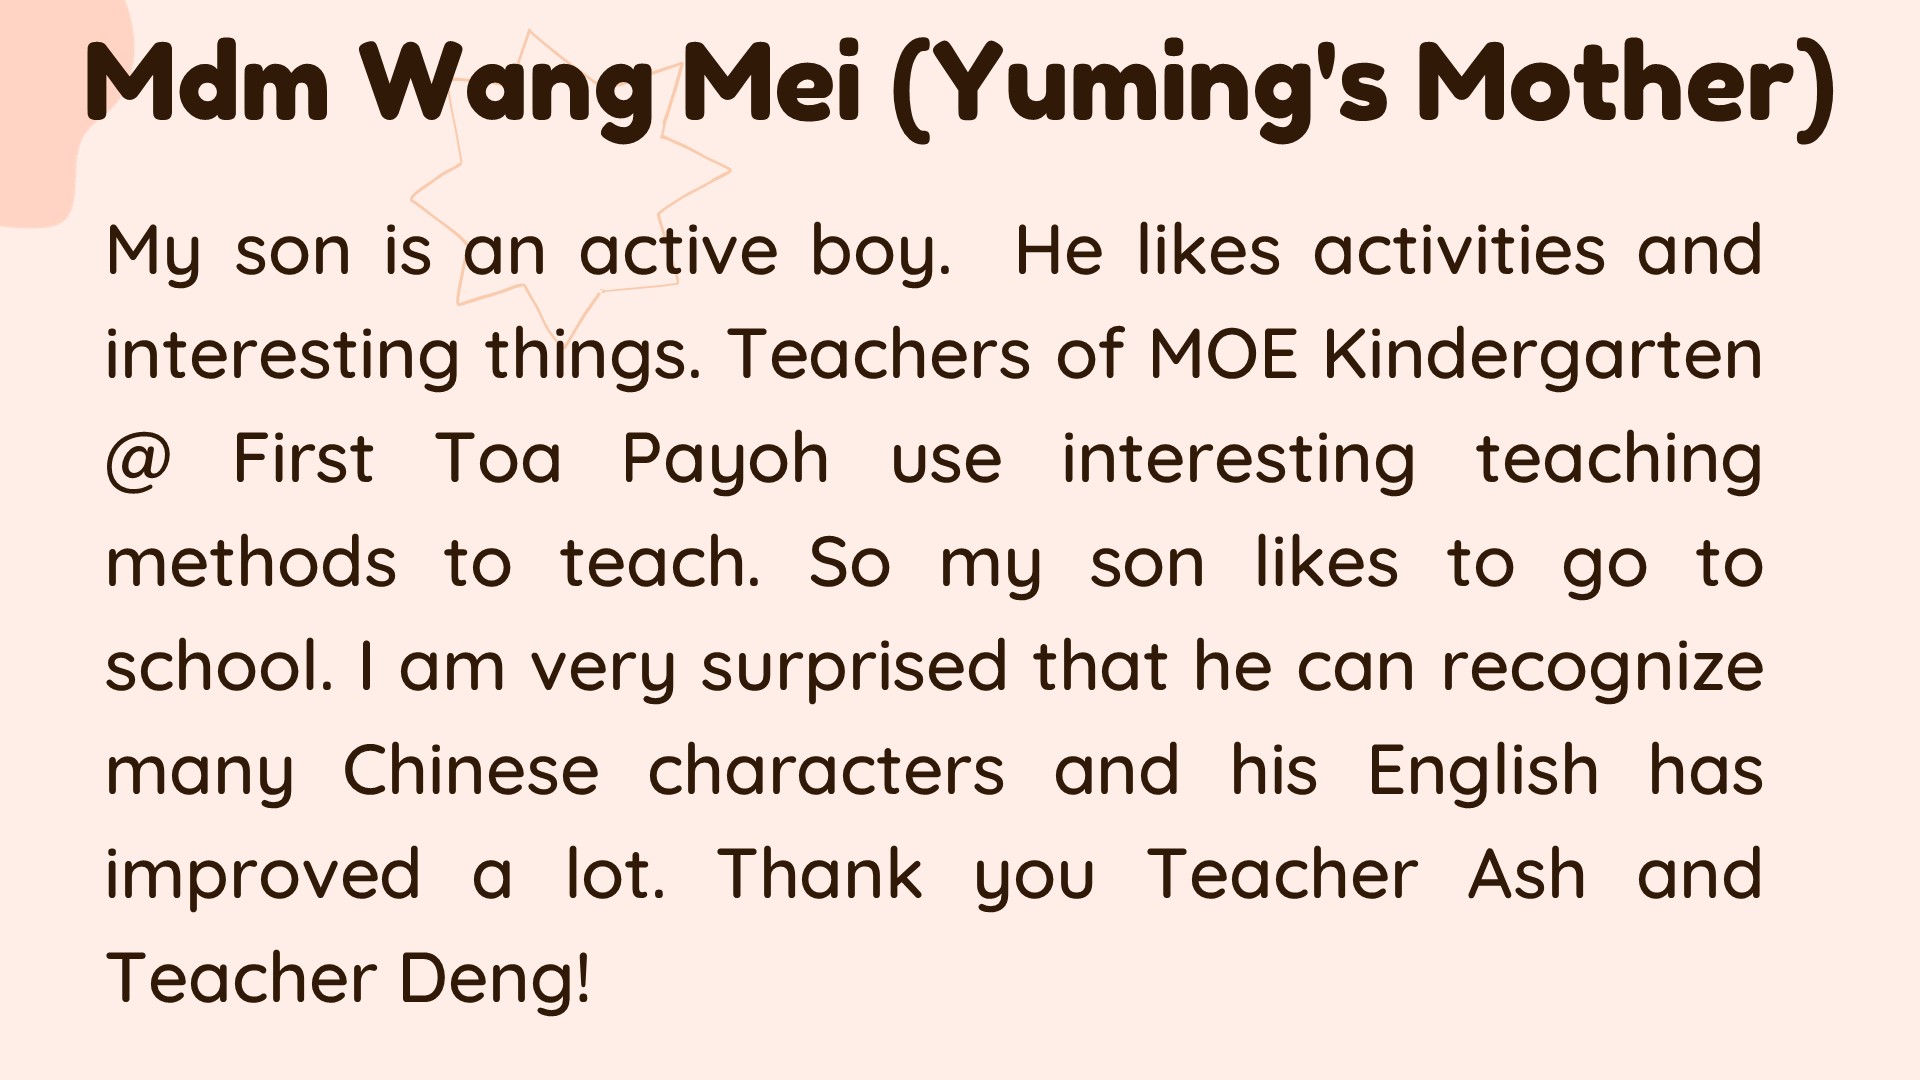 Mdm Wang Mei (Yuming's Mother)
My son is an active boy.  He likes activities and
interesting things. Teachers of MOE Kindergarten
@ First Toa Payoh use interesting teaching
methods to teach. So my son likes to go to
school. I am very surprised that he can recognize
many Chinese characters and his English has
improved a lot. Thank you Teacher Ash and
Teacher Deng!